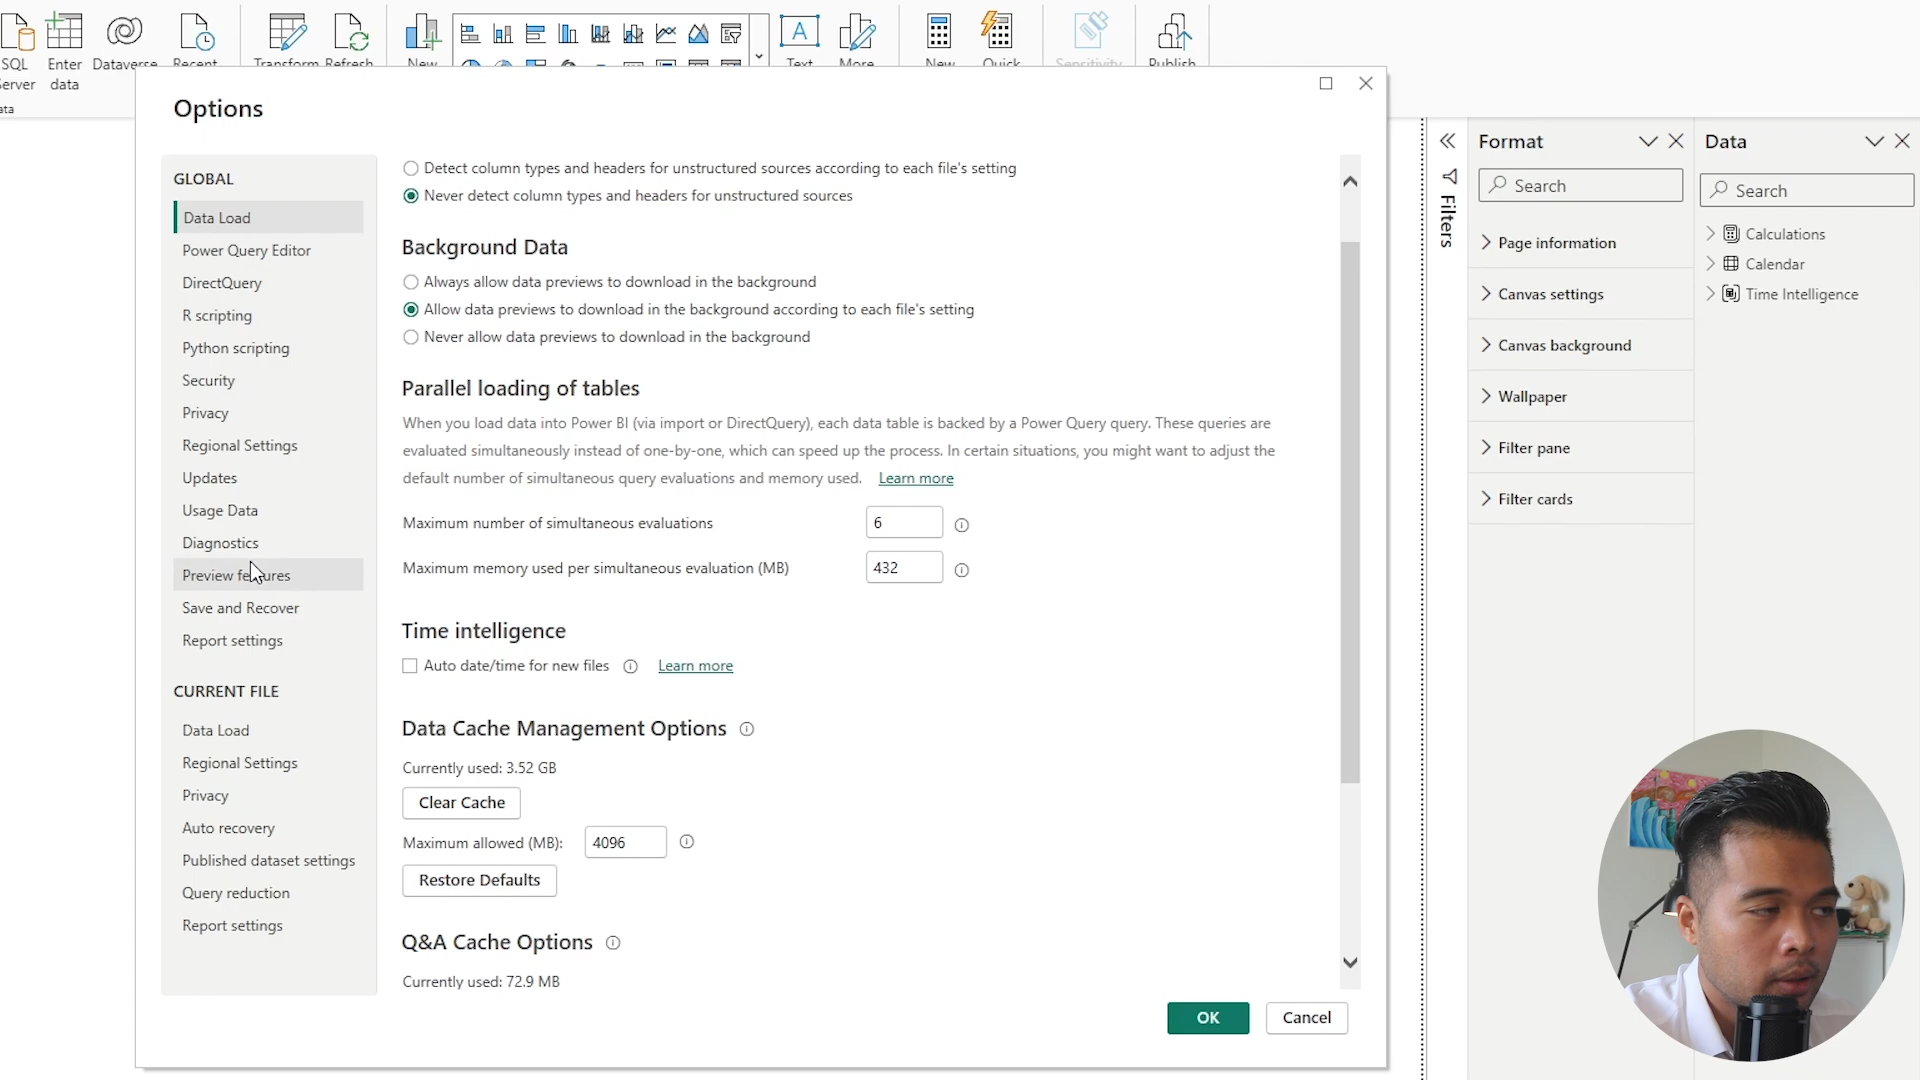 SQL
Server
Enter
data
Dataverse
Recent
Transform
Refresh
New
Text
More
New
Quick
Sensitivity
Publish
Options
GLOBAL
Data Load
Power Query Editor
DirectQuery
R scripting
Python scripting
Security
Privacy
Regional Settings
Updates
Usage Data
Diagnostics
Preview features
Save and Recover
Report settings
CURRENT FILE
Data Load
Regional Settings
Privacy
Auto recovery
Published dataset settings
Query reduction
Report settings
Detect column types and headers for unstructured sources according to each file's setting
Never detect column types and headers for unstructured sources
Background Data
Always allow data previews to download in the background
Allow data previews to download in the background according to each file's setting
Never allow data previews to download in the background
Parallel loading of tables
When you load data into Power BI (via import or DirectQuery), each data table is backed by a Power Query query. These queries are
evaluated simultaneously instead of one-by-one, which can speed up the process. In certain situations, you might want to adjust the
default number of simultaneous query evaluations and memory used. Learn more
Maximum number of simultaneous evaluations 6
Maximum memory used per simultaneous evaluation (MB) 432
Time intelligence
Auto date/time for new files Learn more
Data Cache Management Options
Currently used: 3.52 GB
Clear Cache
Maximum allowed (MB): 4096
Restore Defaults
Q&A Cache Options
Currently used: 72.9 MB
OK
Cancel
Filters
Format
Search
Page information
Canvas settings
Canvas background
Wallpaper
Filter pane
Filter cards
Data
Search
Calculations
Calendar
Time Intelligence